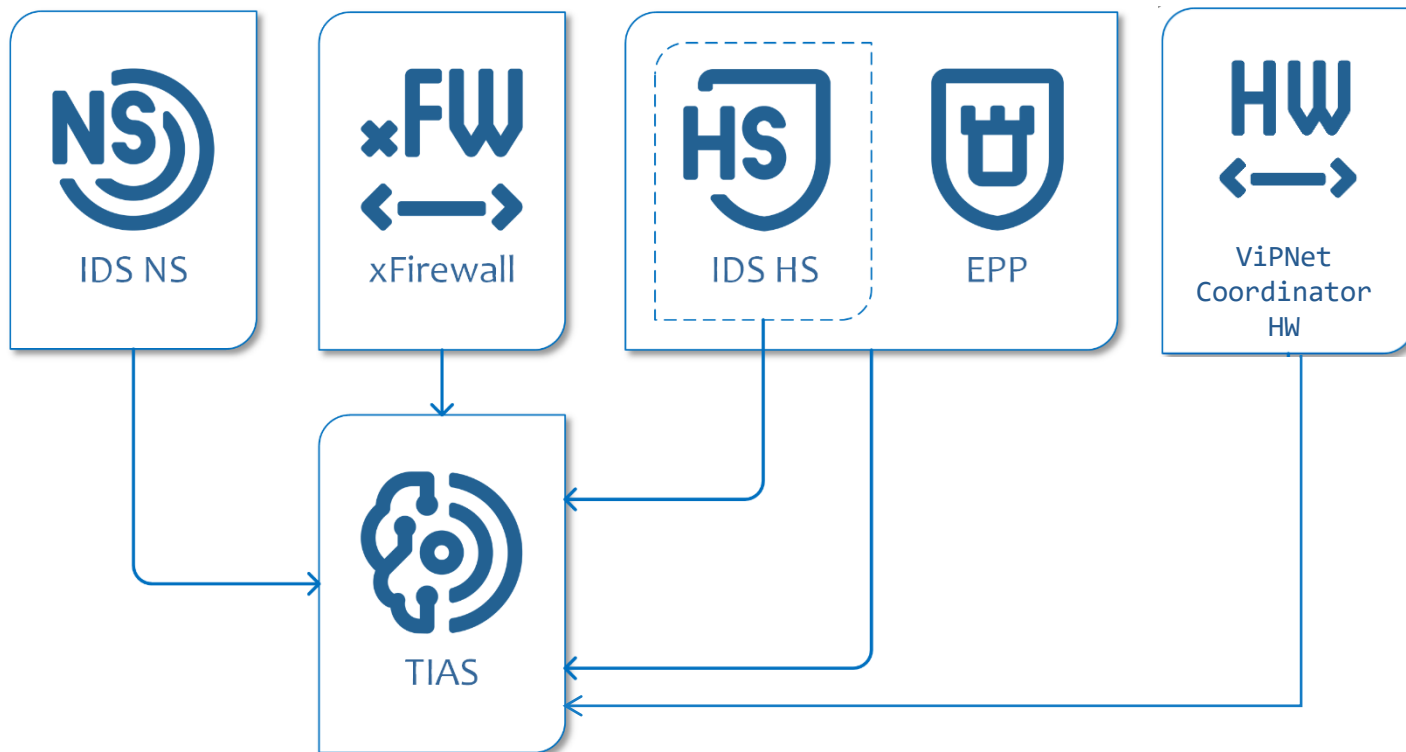 NS
IDS NS
xFW
xFirewall
HS
IDS HS
EPP
HW
ViPNet
Coordinator
HW
TIAS